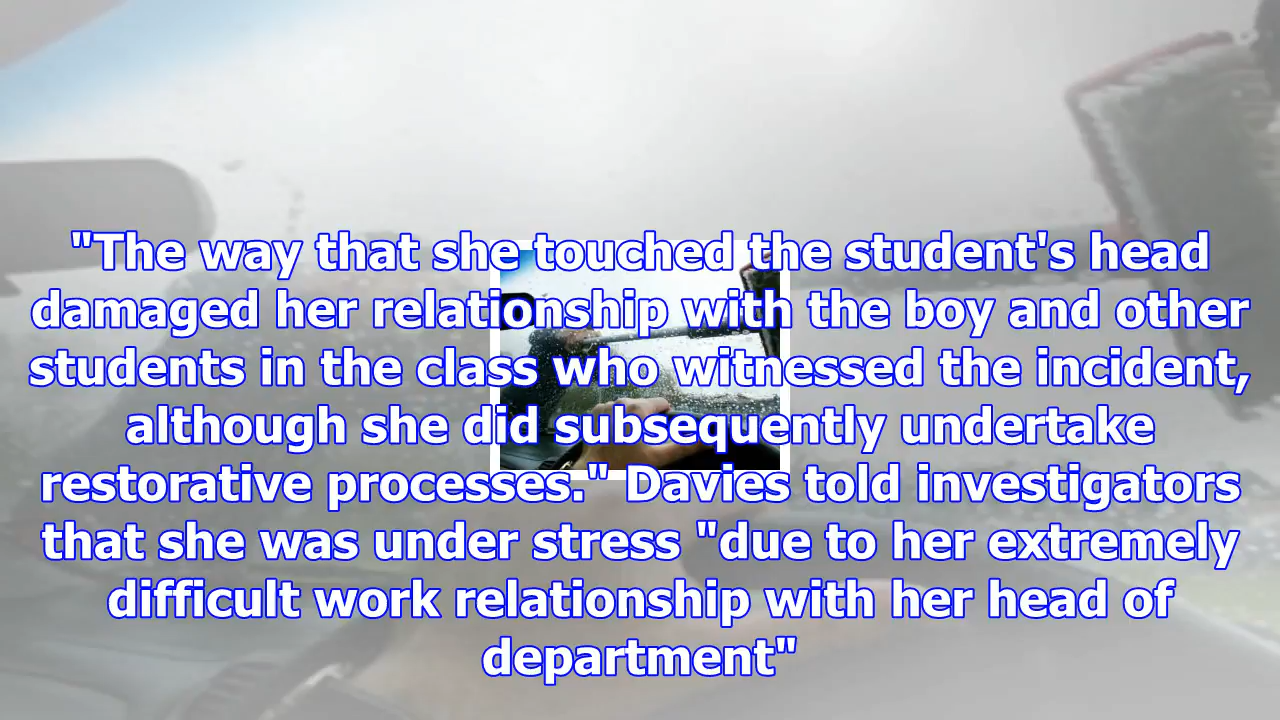 "The way that she touched the student's head
damaged her relationship with the boy and other
students in the class who witnessed the incident,
although she did subsequently undertake
restorative processes." Davies told investigators
that she was under stress "due to her extremely
difficult work relationship with her head of
department"